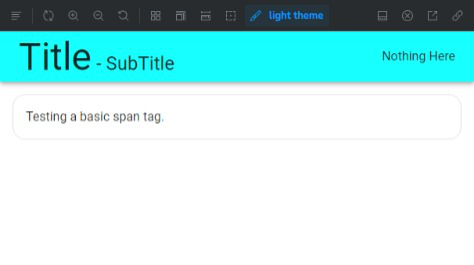 light theme
Title - SubTitle
Nothing Here
Testing a basic span tag.